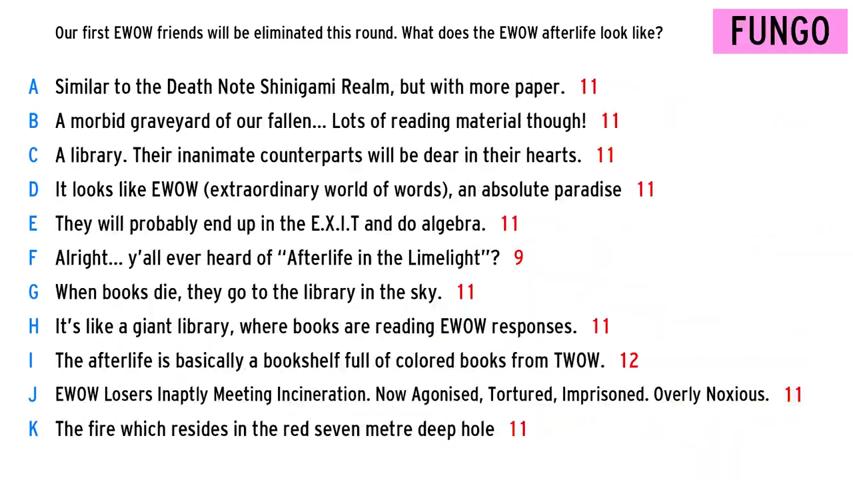 Our first EWOW friends will be eliminated this round. What does the EWOW afterlife look like?
FUNGO
A Similar to the Death Note Shinigami Realm, but with more paper. 11
B A morbid graveyard of our fallen... Lots of reading material though! 11
C A library. Their inanimate counterparts will be dear in their hearts. 11
D It looks like EWOW (extraordinary world of words), an absolute paradise 11
E They will probably end up in the E.X.I.T and do algebra. 11
F Alright... y'all ever heard of “Afterlife in the Limelight”? 9
G When books die, they go to the library in the sky. 11
H It's like a giant library, where books are reading EWOW responses. 11
I The afterlife is basically a bookshelf full of colored books from TWOW. 12
J EWOW Losers Inaptly Meeting Incineration. Now Agonised, Tortured, Imprisoned. Overly Noxious. 11
K The fire which resides in the red seven metre deep hole 11